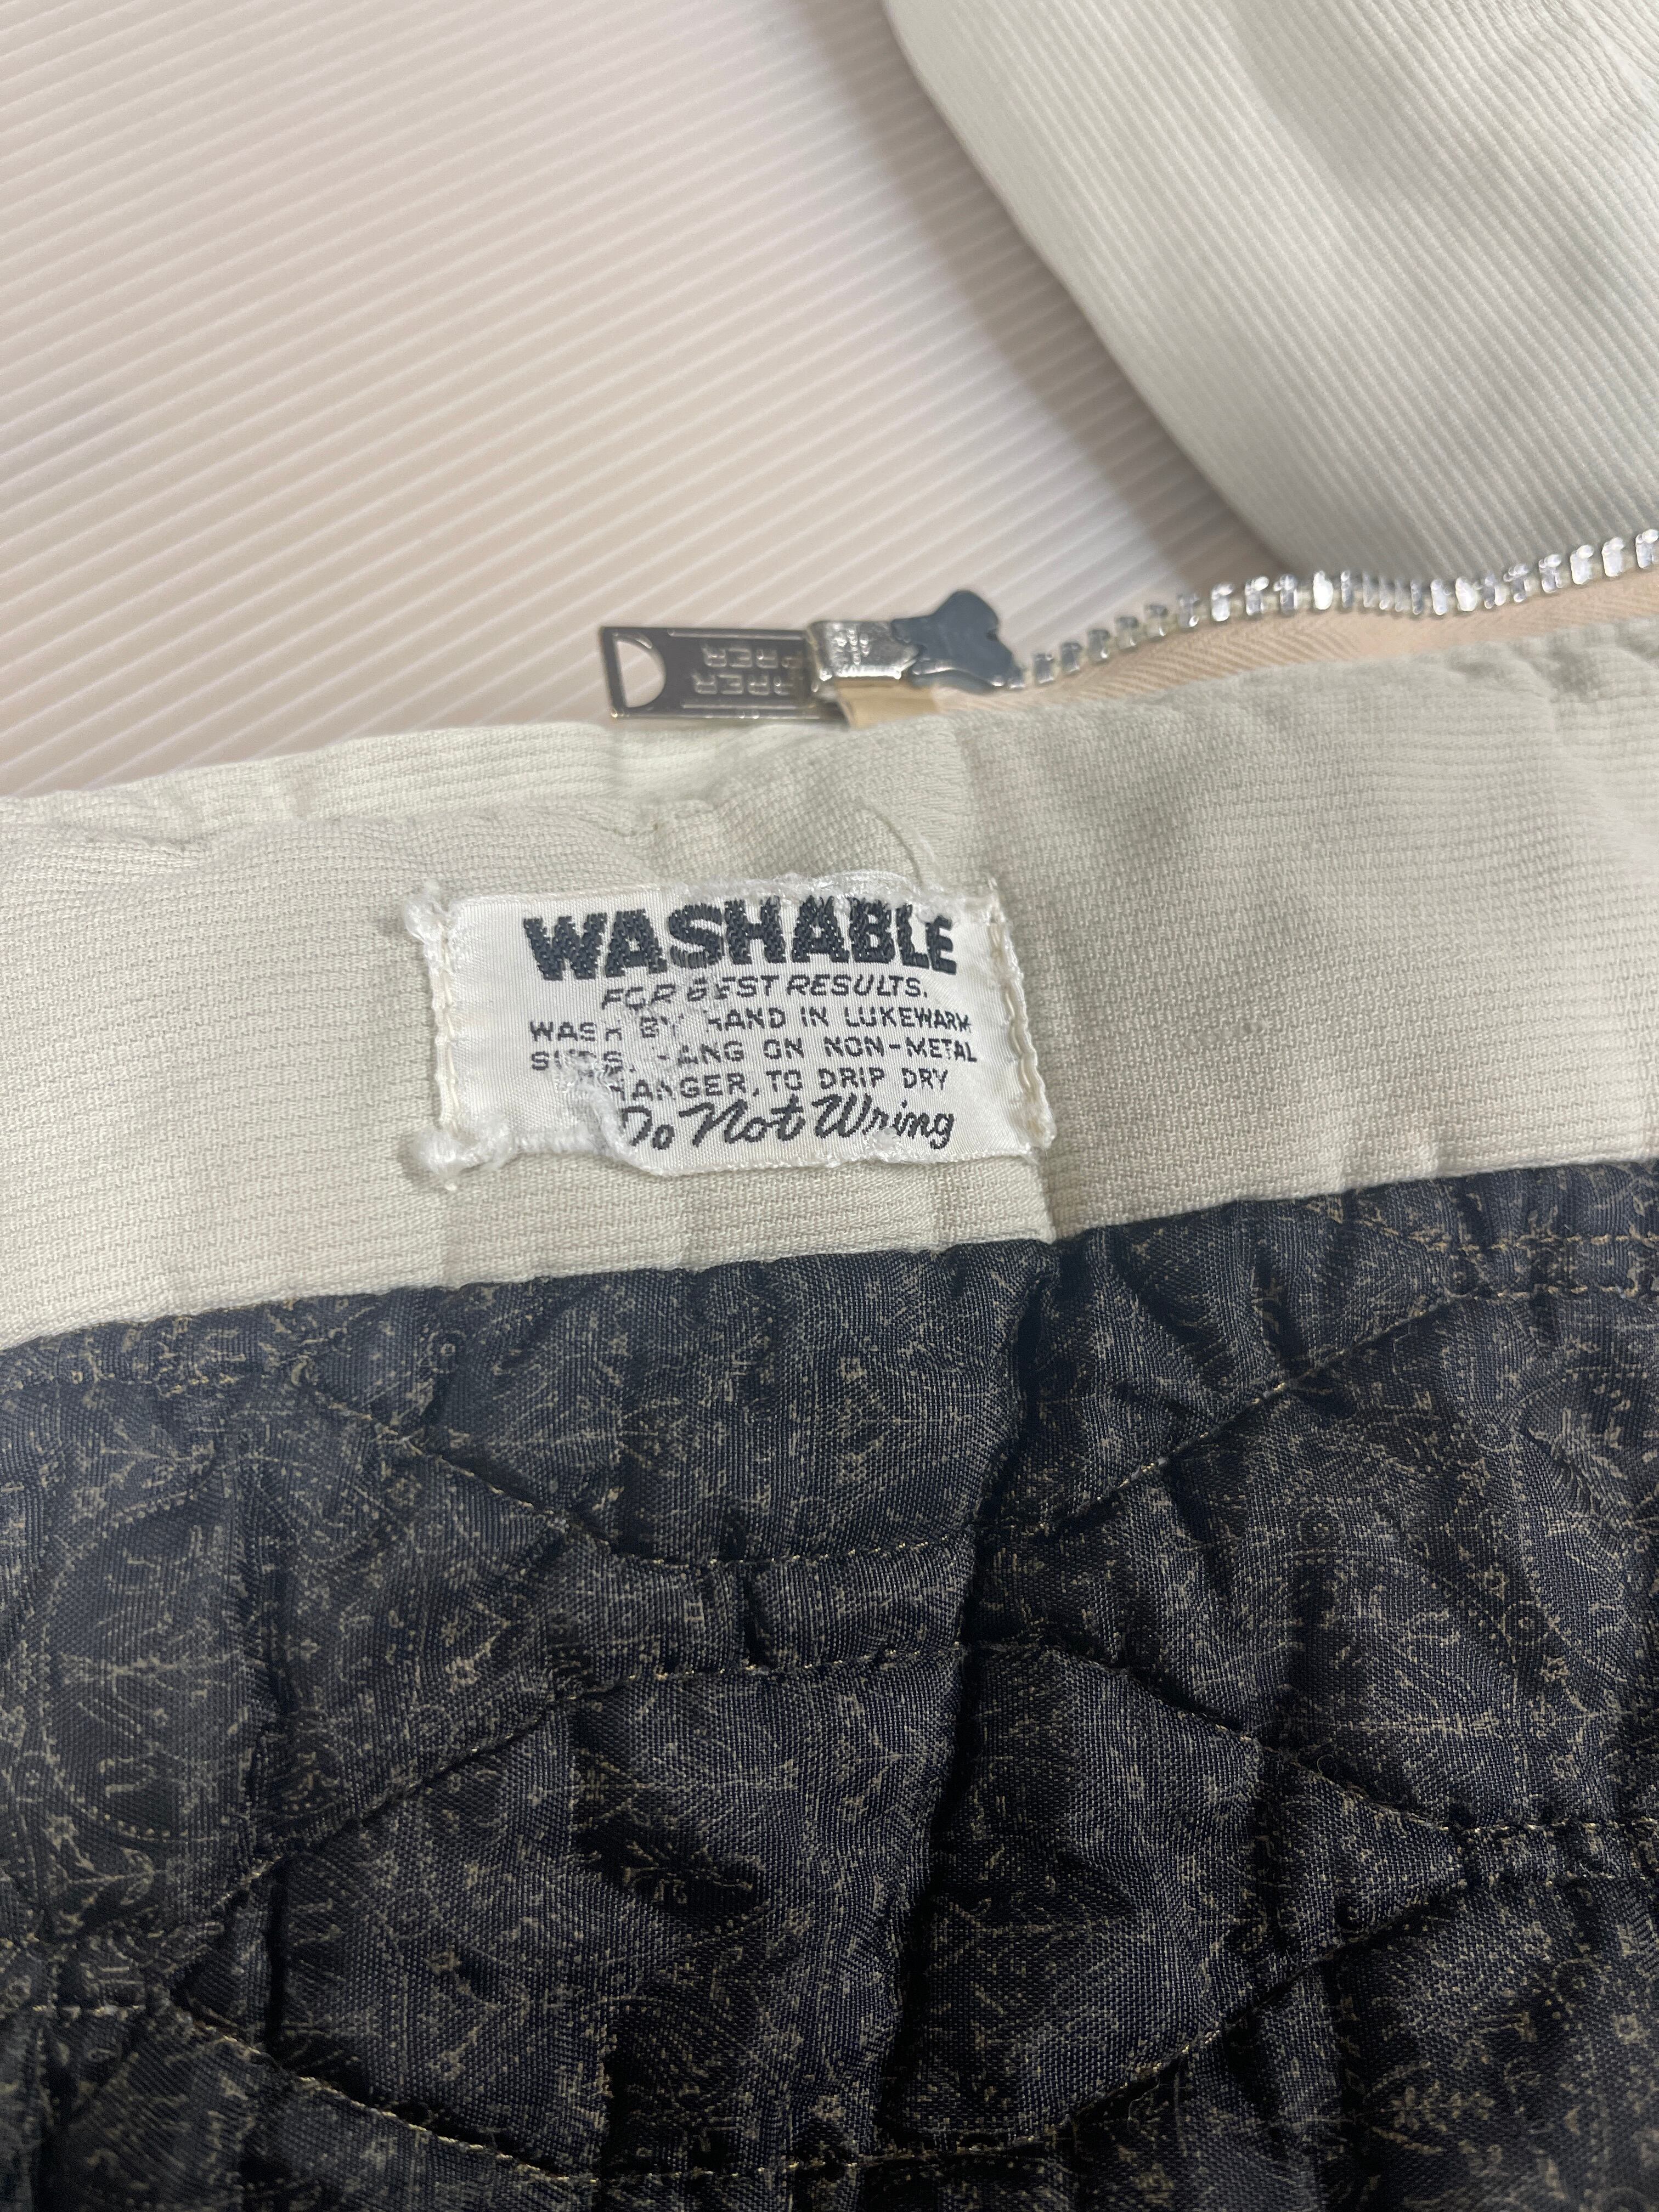 WASHABLE
FOR BEST RESULTS.
WASH BY HAND IN LUKEWARM
SUDS. HANG ON NON-METAL
HANGER, TO DRIP DRY
Do Not Wring